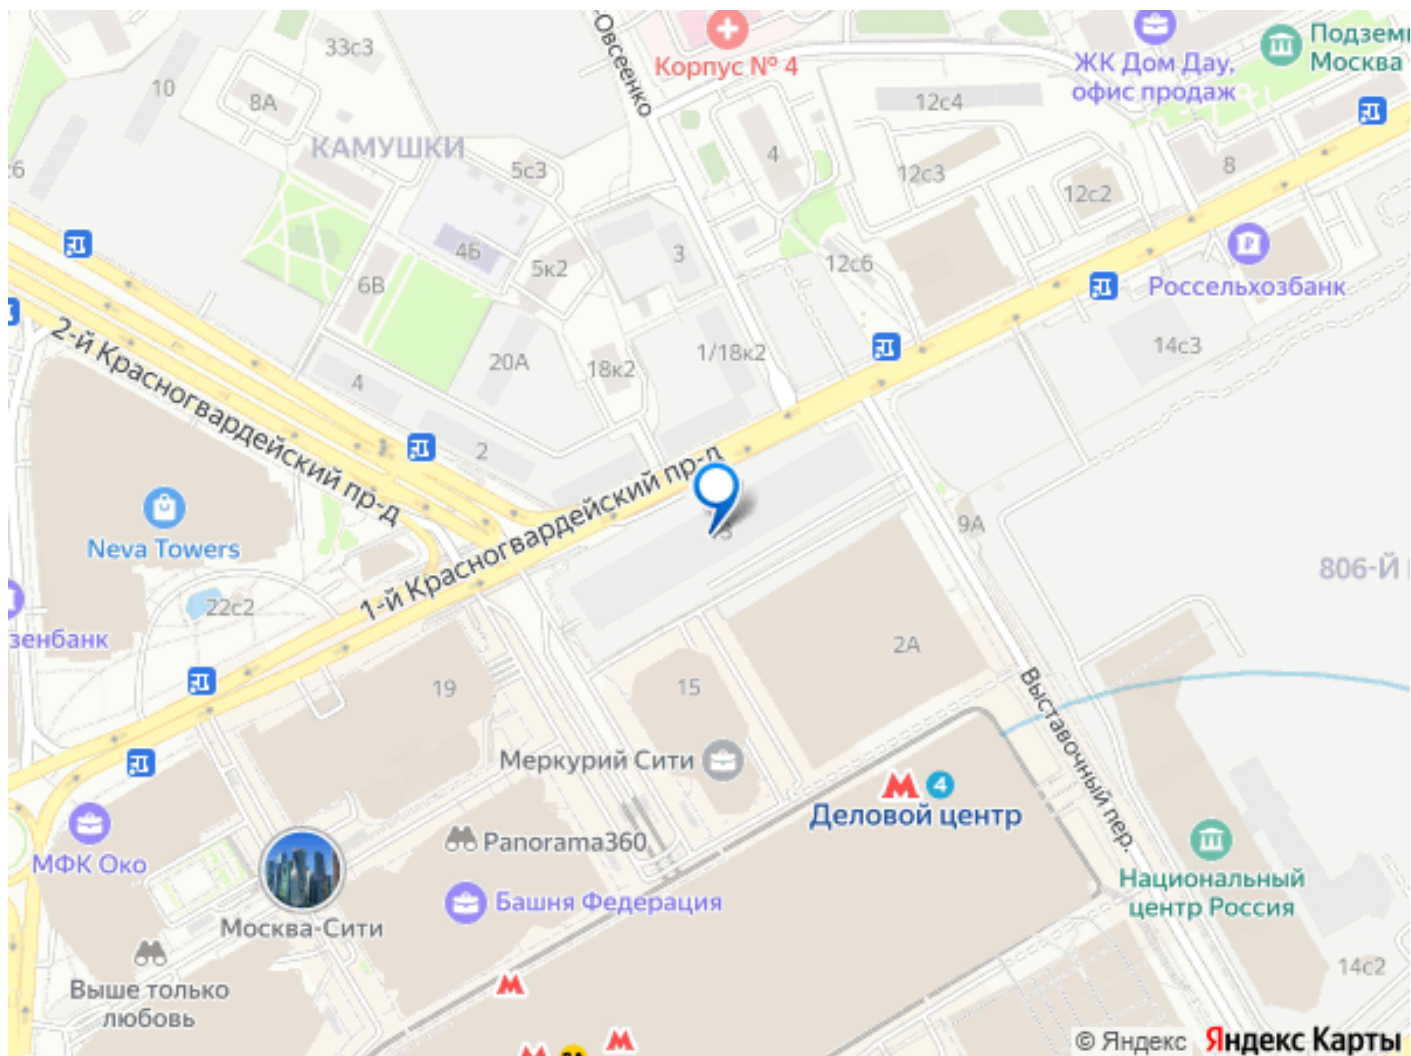 33с3
-Овсеенко
Корпус № 4
ЖК Дом Дау,
офис продаж
Москва
10
8А
12с4
КАМУШКИ
5с3
4
12с3
8
12с2
4Б
5к2
3
12с6
6В
Россельхозбанк
2-й Красногвардейский пр-д
20А
18к2
1/18к2
14с3
4
2
1-й Красногвардейский пр-д
Neva Towers
9А
806-Й
22с2
зенбанк
2А
19
15
Выставочный пер.
Меркурий Сити
4
Деловой центр
Panorama360
МФК Око
Башня Федерация
Национальный
центр Россия
Москва-Сити
14с2
Выше только
любовь
© Яндекс Яндекс Карты